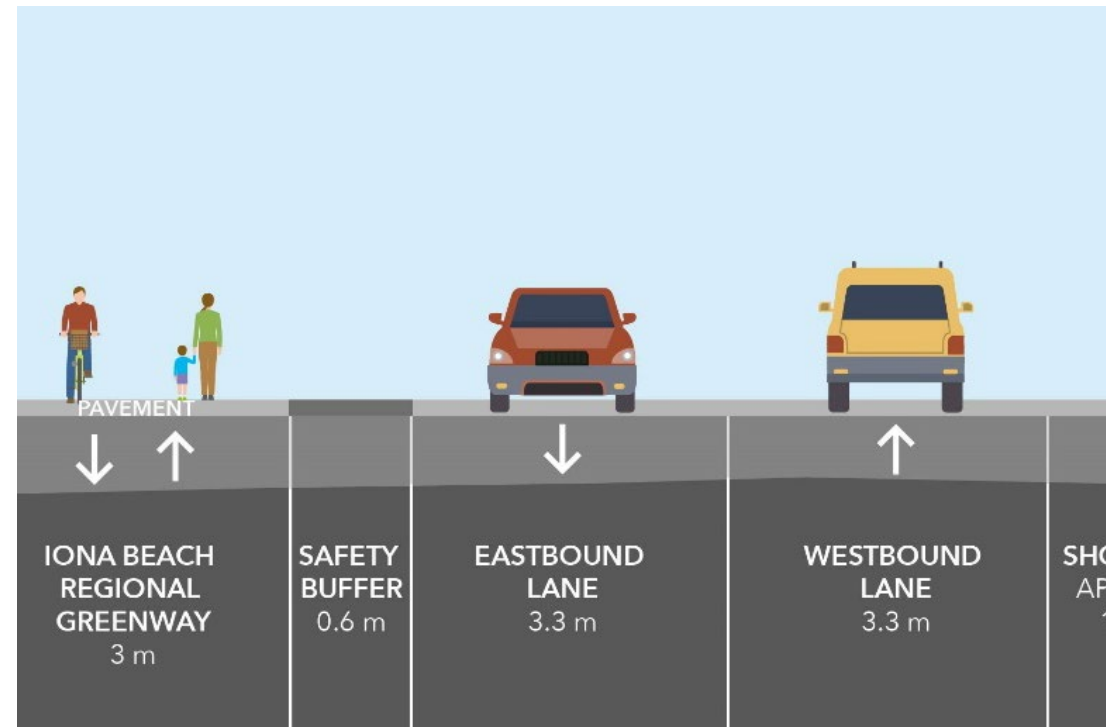 PAVEMENT
IONA BEACH
REGIONAL
GREENWAY
3 m
SAFETY
BUFFER
0.6 m
EASTBOUND
LANE
3.3 m
WESTBOUND
LANE
3.3 m